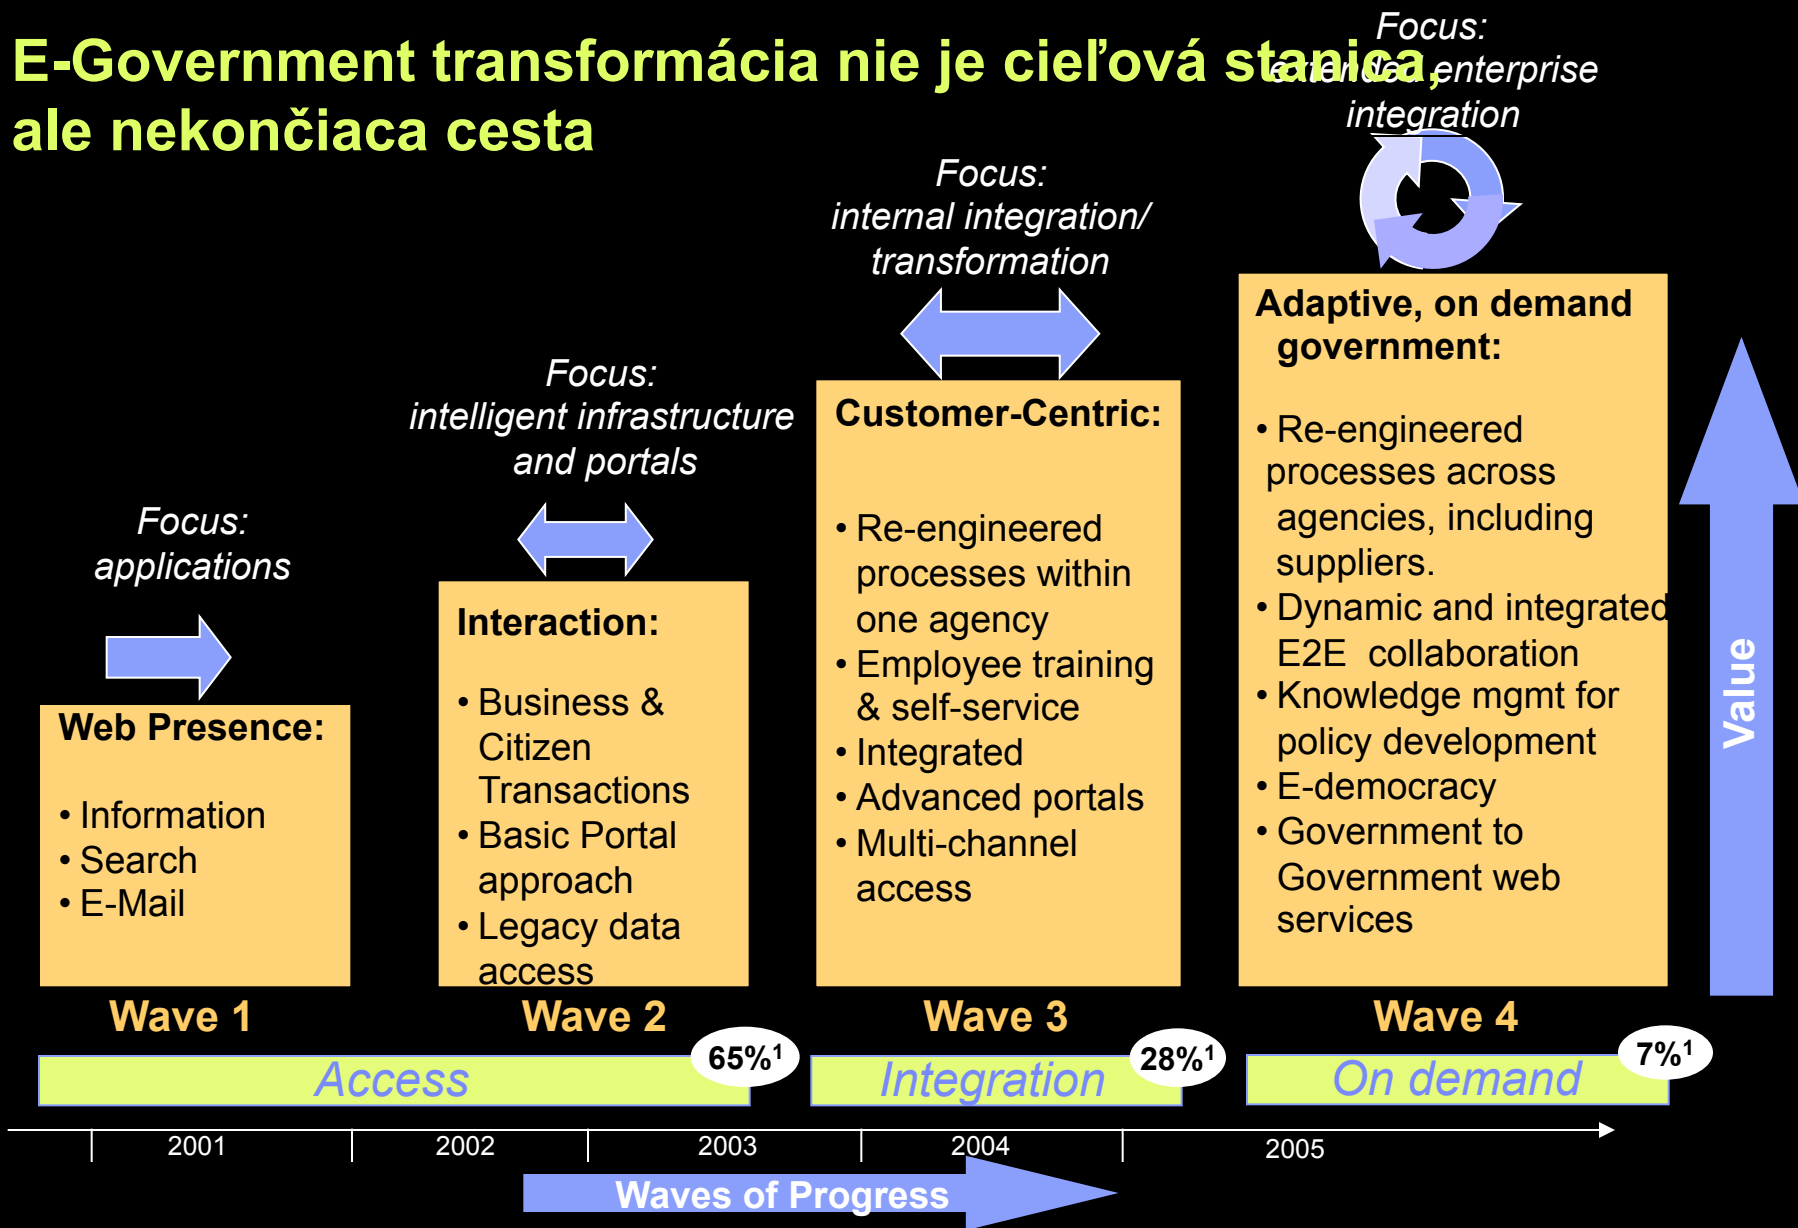 E-Government transformácia nie je cieľová stanica,
ale nekončiaca cesta
Focus:
extended enterprise
integration
Focus:
internal integration/
transformation
Focus:
intelligent infrastructure
and portals
Focus:
applications
Web Presence:
• Information
• Search
• E-Mail
Interaction:
• Business &
Citizen
Transactions
• Basic Portal
approach
• Legacy data
access
Customer-Centric:
• Re-engineered
processes within
one agency
• Employee training
& self-service
• Integrated
• Advanced portals
• Multi-channel
access
Adaptive, on demand
government:
• Re-engineered
processes across
agencies, including
suppliers.
• Dynamic and integrated
E2E collaboration
• Knowledge mgmt for
policy development
• E-democracy
• Government to
Government web
services
Value
Wave 1
Wave 2
Wave 3
Wave 4
Access
65%¹
Integration
28%¹
On demand
7%¹
2001
2002
2003
2004
2005
Waves of Progress